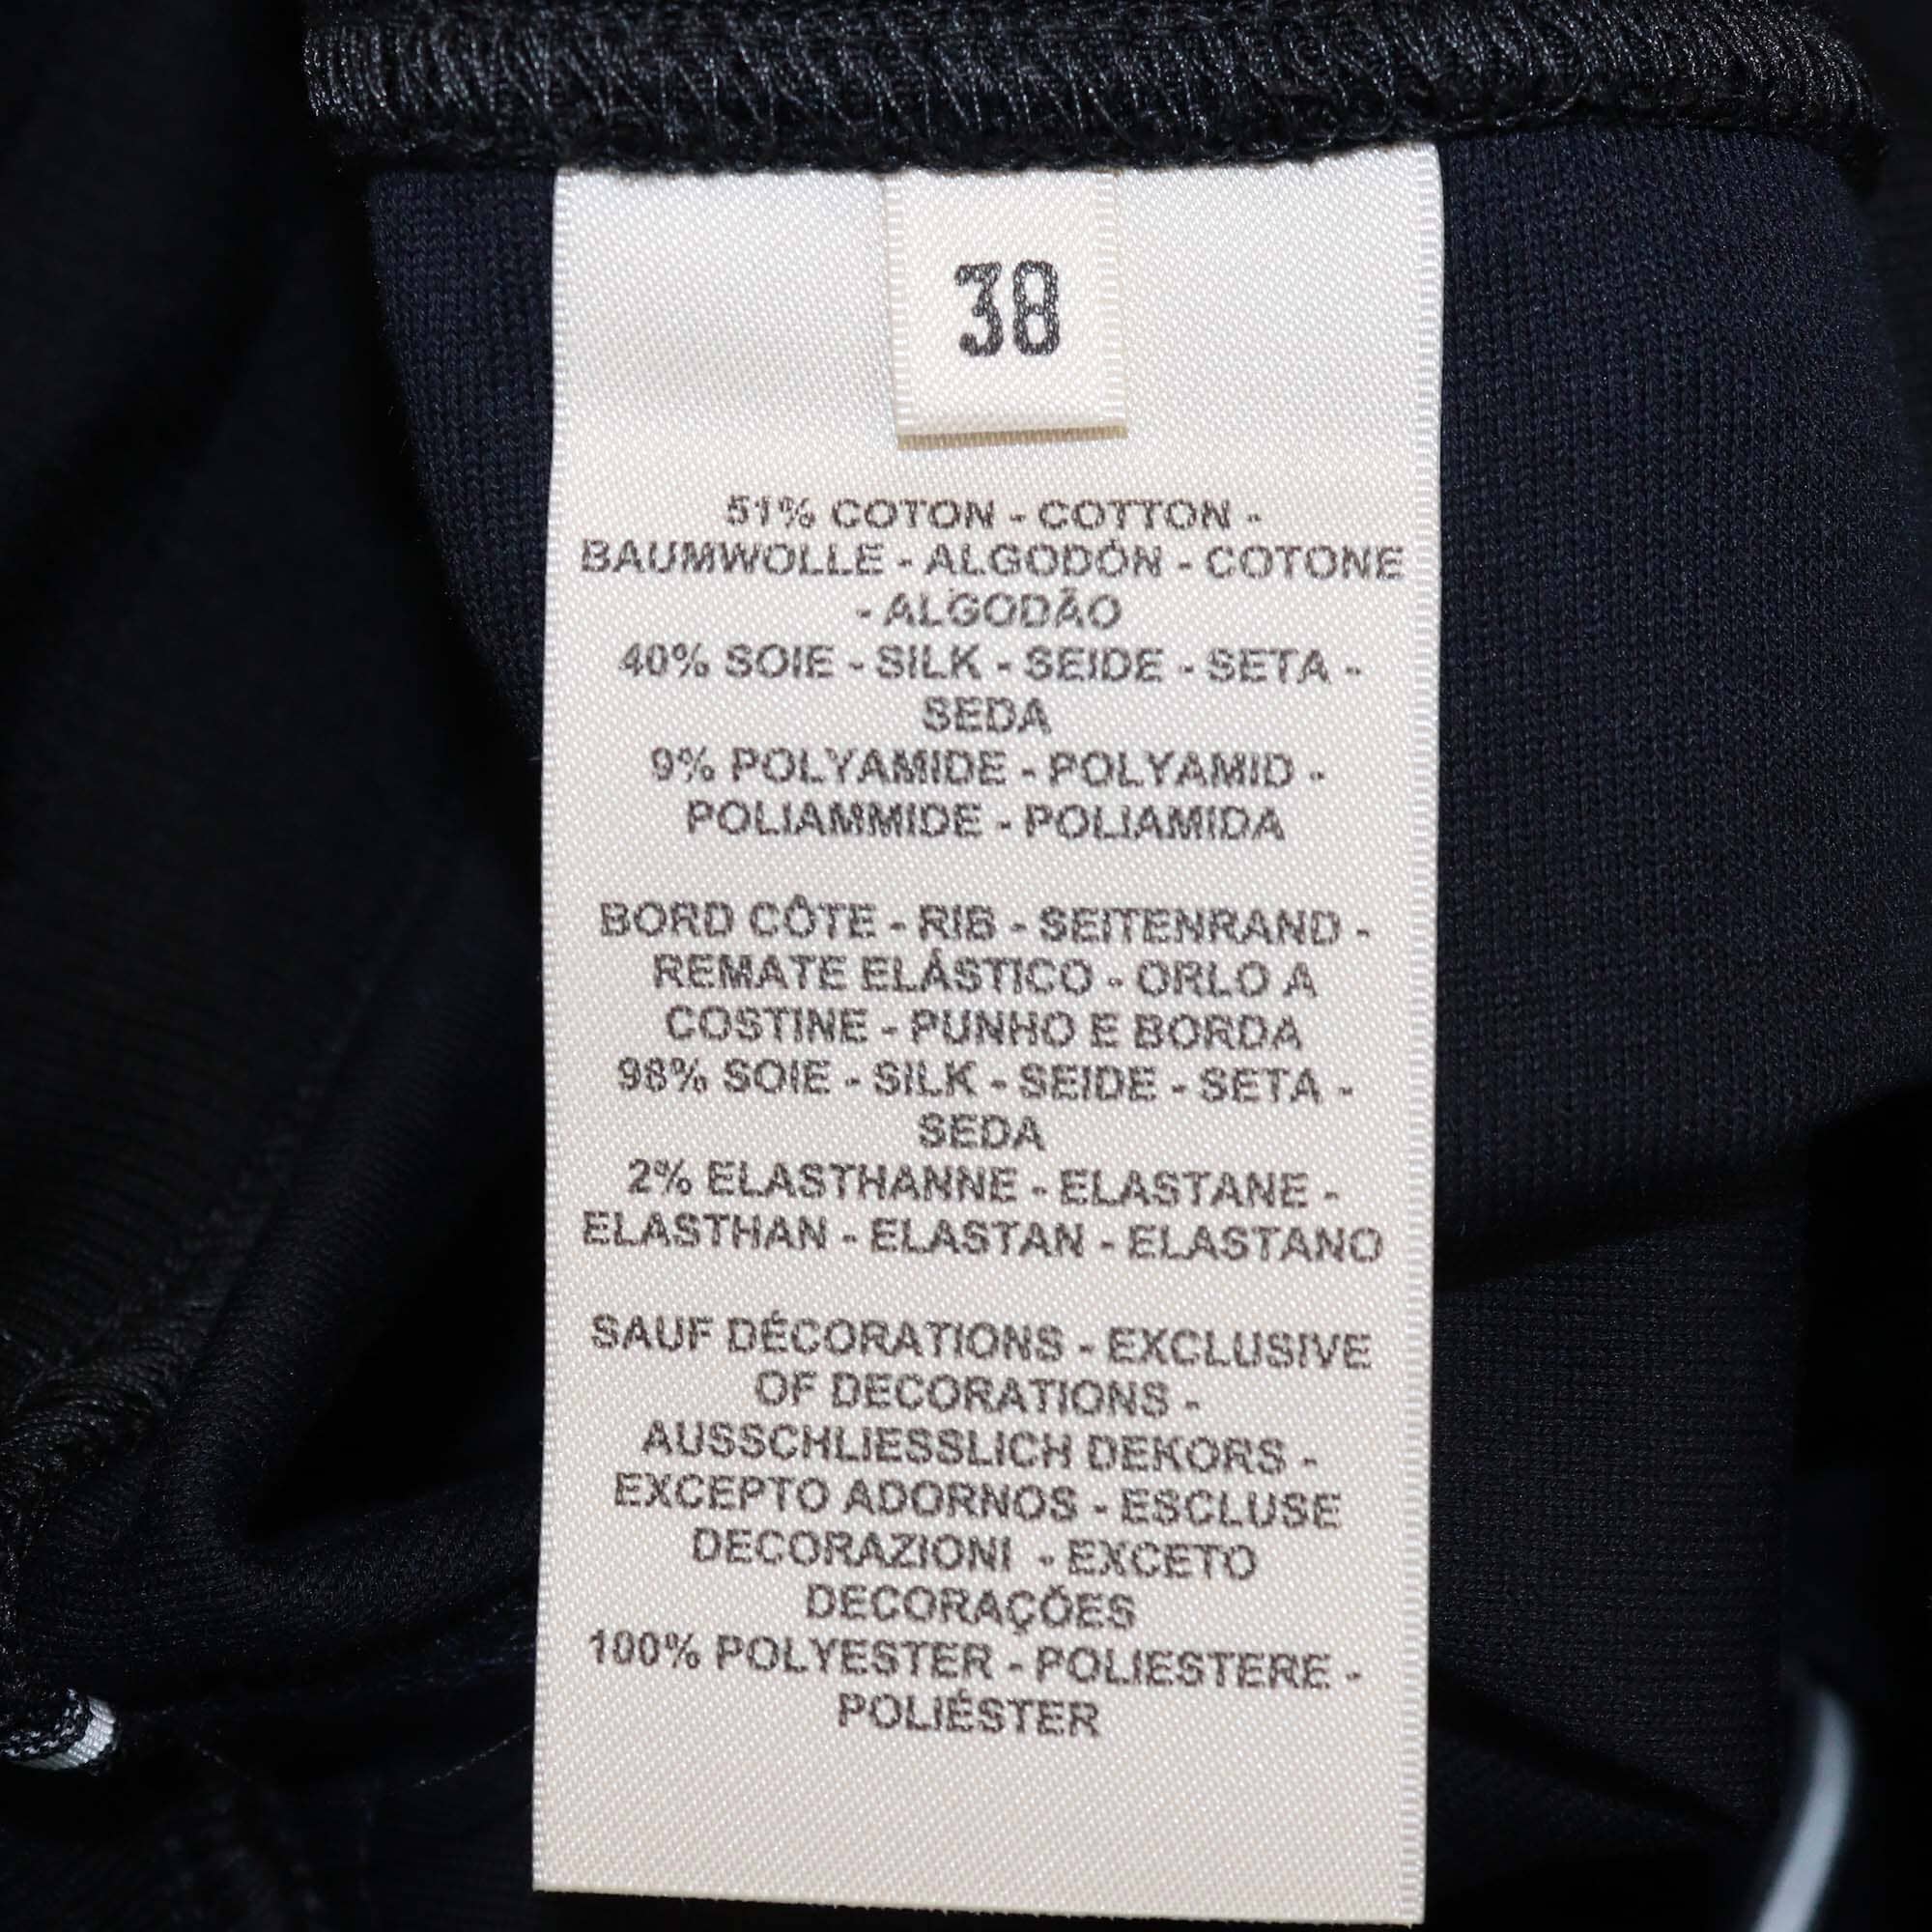 38
51% COTON - COTTON -
BAUMWOLLE - ALGODÓN - COTONE
- ALGODÃO
40% SOIE - SILK - SEIDE - SETA -
SEDA
9% POLYAMIDE - POLYAMID -
POLIAMMIDE - POLIAMIDA
BORD CÔTE - RIB - SEITENRAND -
REMATE ELÁSTICO - ORLO A
COSTINE - PUNHO E BORDA
98% SOIE - SILK - SEIDE - SETA -
SEDA
2% ELASTHANNE - ELASTANE -
ELASTHAN - ELASTAN - ELASTANO
SAUF DÉCORATIONS - EXCLUSIVE
OF DECORATIONS -
AUSSCHLIESSLICH DEKORS -
EXCEPTO ADORNOS - ESCLUSE
DECORAZIONI - EXCETO
DECORAÇÕES
100% POLYESTER - POLIESTERE -
POLIÉSTER